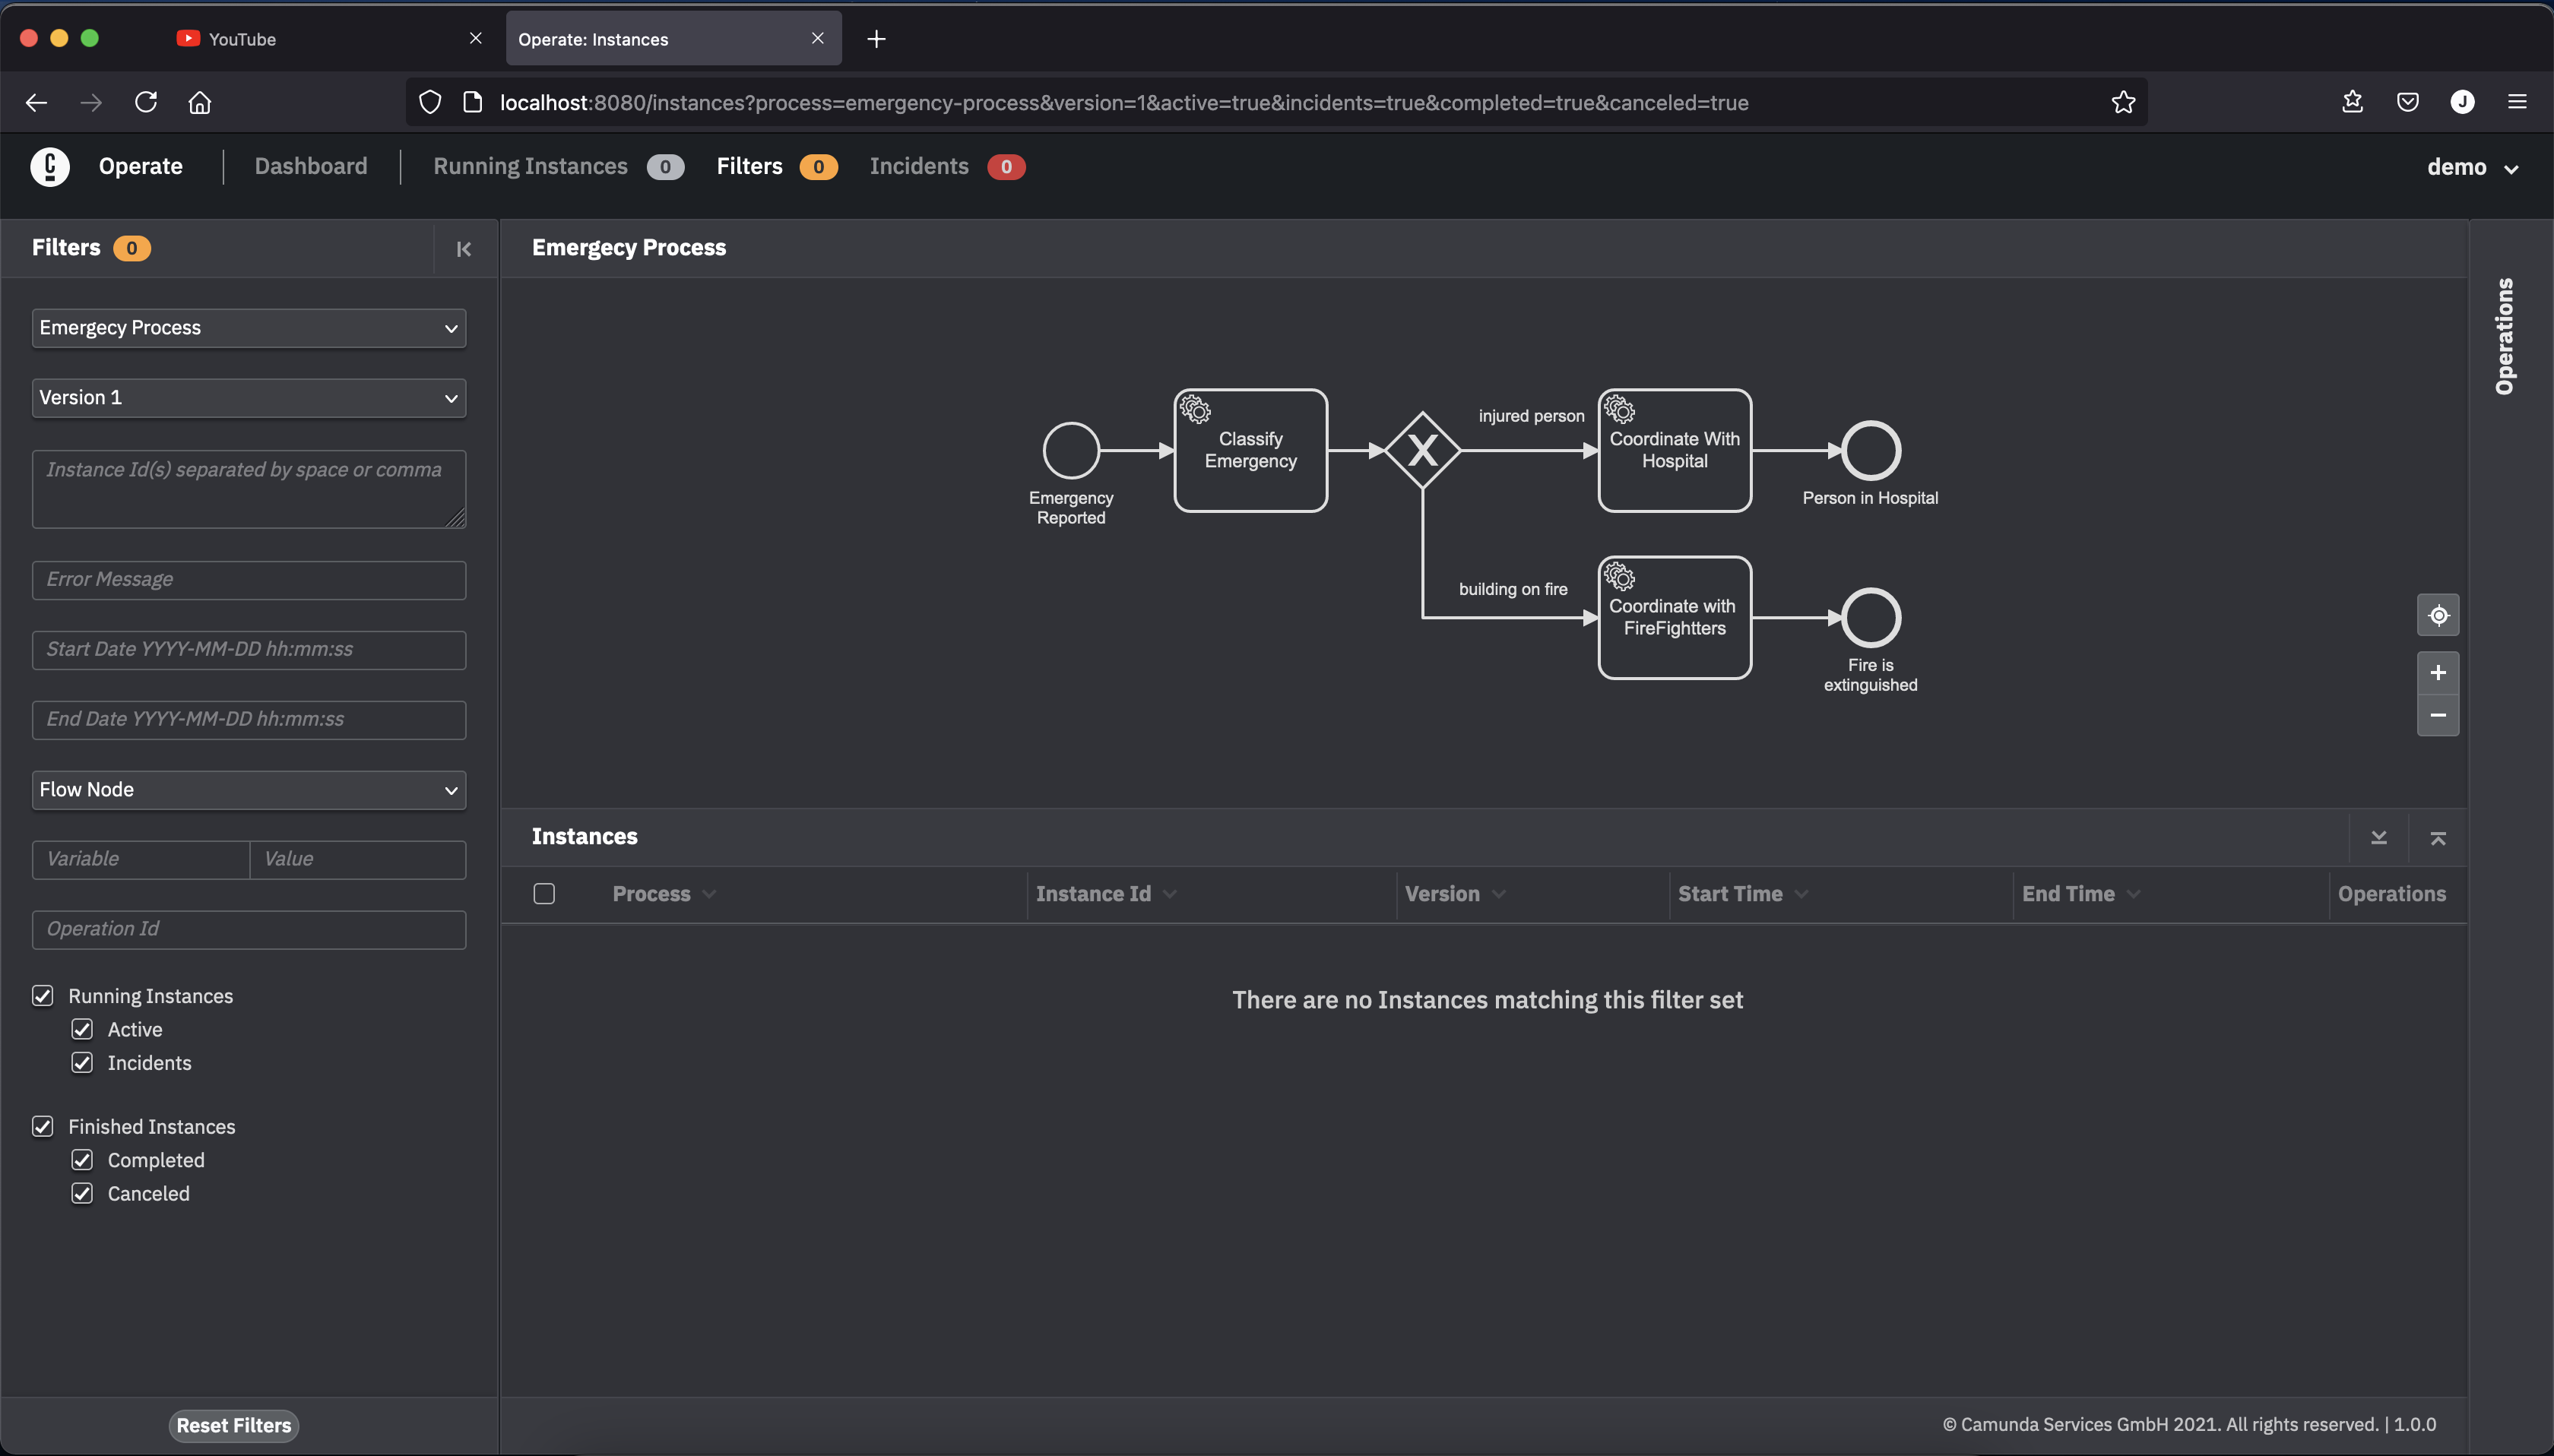 YouTube
Operate: Instances
localhost:8080/instances?process=emergency-process&version=1&active=true&incidents=true&completed=true&canceled=true
J
Operate
Dashboard
Running Instances 0
Filters 0
Incidents 0
demo
Filters 0
Emergecy Process
Version 1
Instance Id(s) separated by space or comma
Error Message
Start Date YYYY-MM-DD hh:mm:ss
End Date YYYY-MM-DD hh:mm:ss
Flow Node
Variable
Value
Operation Id
Running Instances
Active
Incidents
Finished Instances
Completed
Canceled
Reset Filters
Emergecy Process
Emergency
Reported
Classify
Emergency
X
injured person
Coordinate With
Hospital
Person in Hospital
building on fire
Coordinate with
FireFightters
Fire is
extinguished
Operations
Instances
Process
Instance Id
Version
Start Time
End Time
Operations
There are no Instances matching this filter set
© Camunda Services GmbH 2021. All rights reserved. | 1.0.0